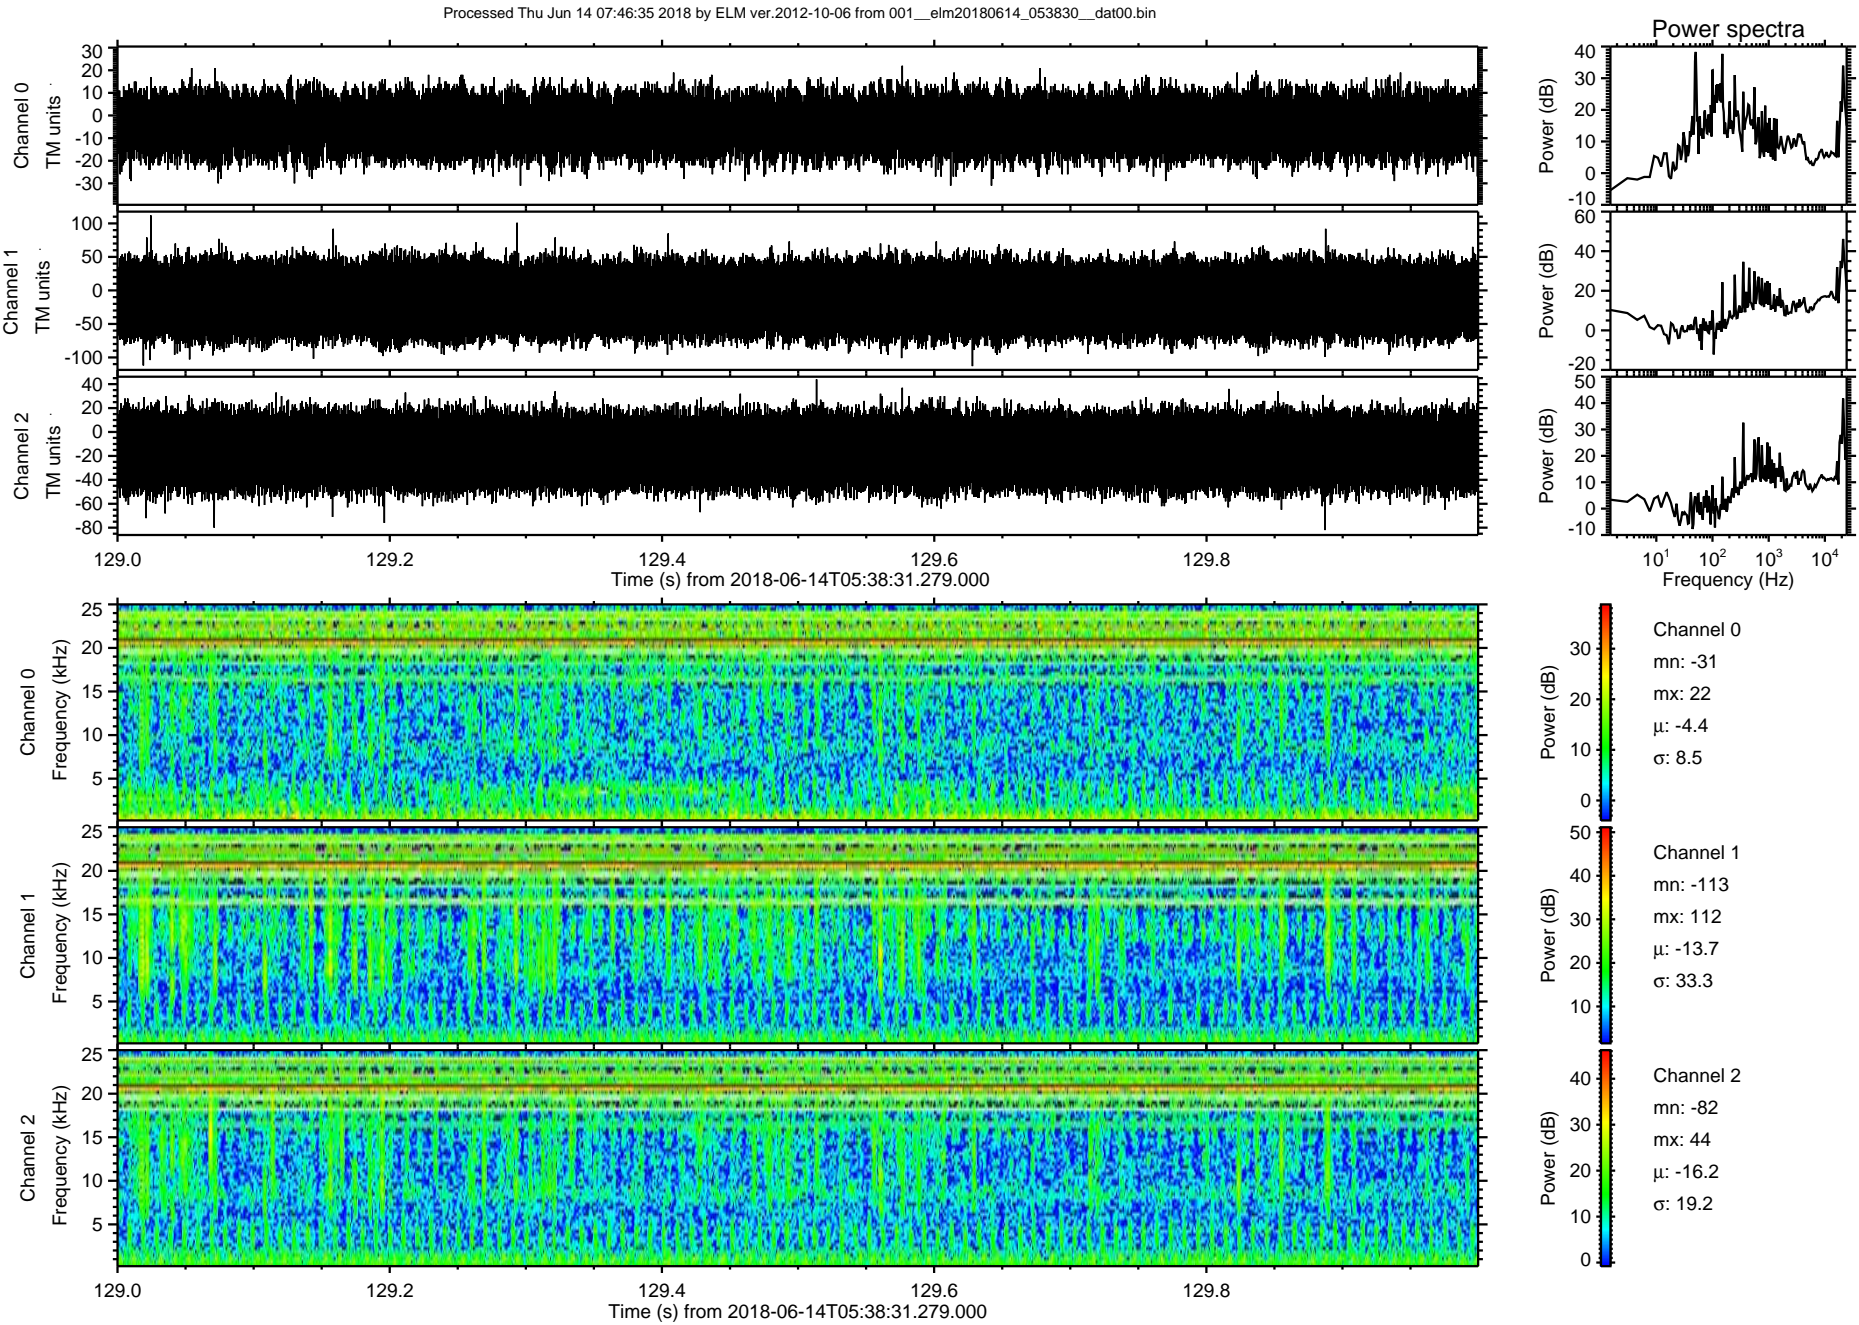 Processed Thu Jun 14 07:46:35 2018 by ELM ver.2012-10-06 from 001__elm20180614_053830__dat00.bin
Power spectra
Channel 0
TM units
30
20
10
0
-10
-20
-30
Power (dB)
40
30
20
10
0
-10
Channel 1
TM units
100
50
0
-50
-100
Power (dB)
60
40
20
0
-20
Channel 2
TM units
40
20
0
-20
-40
-60
-80
Power (dB)
50
40
30
20
10
0
-10
129.0 129.2 129.4 129.6 129.8
Time (s) from 2018-06-14T05:38:31.279.000
10¹ 10² 10³ 10⁴
Frequency (Hz)
Channel 0
Frequency (kHz)
25
20
15
10
5
Power (dB)
30
20
10
0
Channel 0
mn: -31
mx: 22
μ: -4.4
σ: 8.5
Channel 1
Frequency (kHz)
25
20
15
10
5
Power (dB)
50
40
30
20
10
Channel 1
mn: -113
mx: 112
μ: -13.7
σ: 33.3
Channel 2
Frequency (kHz)
25
20
15
10
5
Power (dB)
40
30
20
10
0
Channel 2
mn: -82
mx: 44
μ: -16.2
σ: 19.2
129.0 129.2 129.4 129.6 129.8
Time (s) from 2018-06-14T05:38:31.279.000